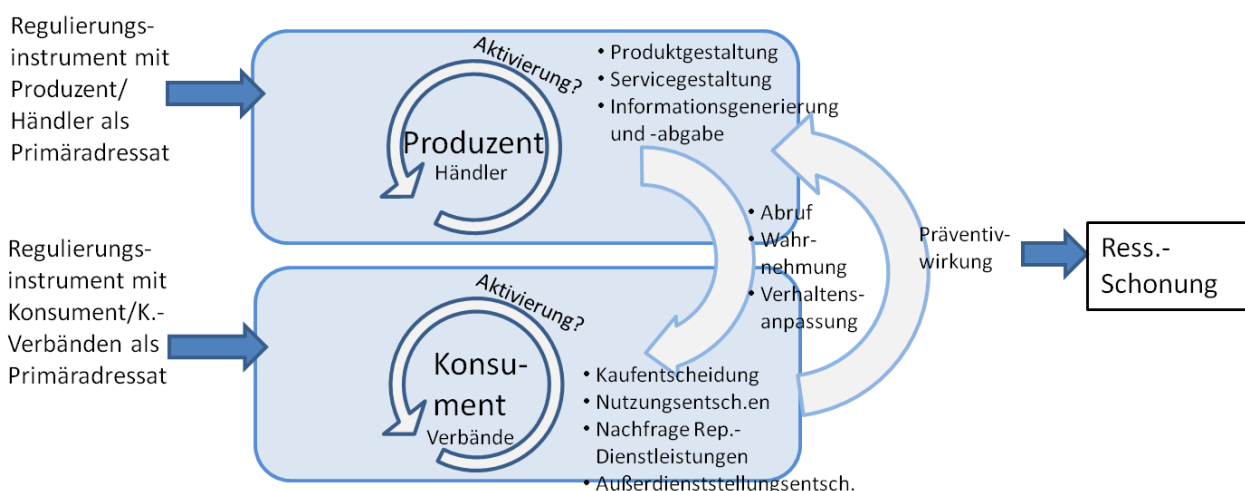 Regulierungs-
instrument mit
Produzent/
Händler als
Primäradressat
Aktivierung?
Produzent
Händler
• Produktgestaltung
• Servicegestaltung
• Informationsgenerierung
und -abgabe
• Abruf
• Wahr-
nehmung
• Verhaltens-
anpassung
Präventiv-
wirkung
Ress.-
Schonung
Regulierungs-
instrument mit
Konsument/K.-
Verbänden als
Primäradressat
Aktivierung?
Konsu-
ment
Verbände
• Kaufentscheidung
• Nutzungsentsch.en
• Nachfrage Rep.-
Dienstleistungen
• Außerdienststellungsentsch.